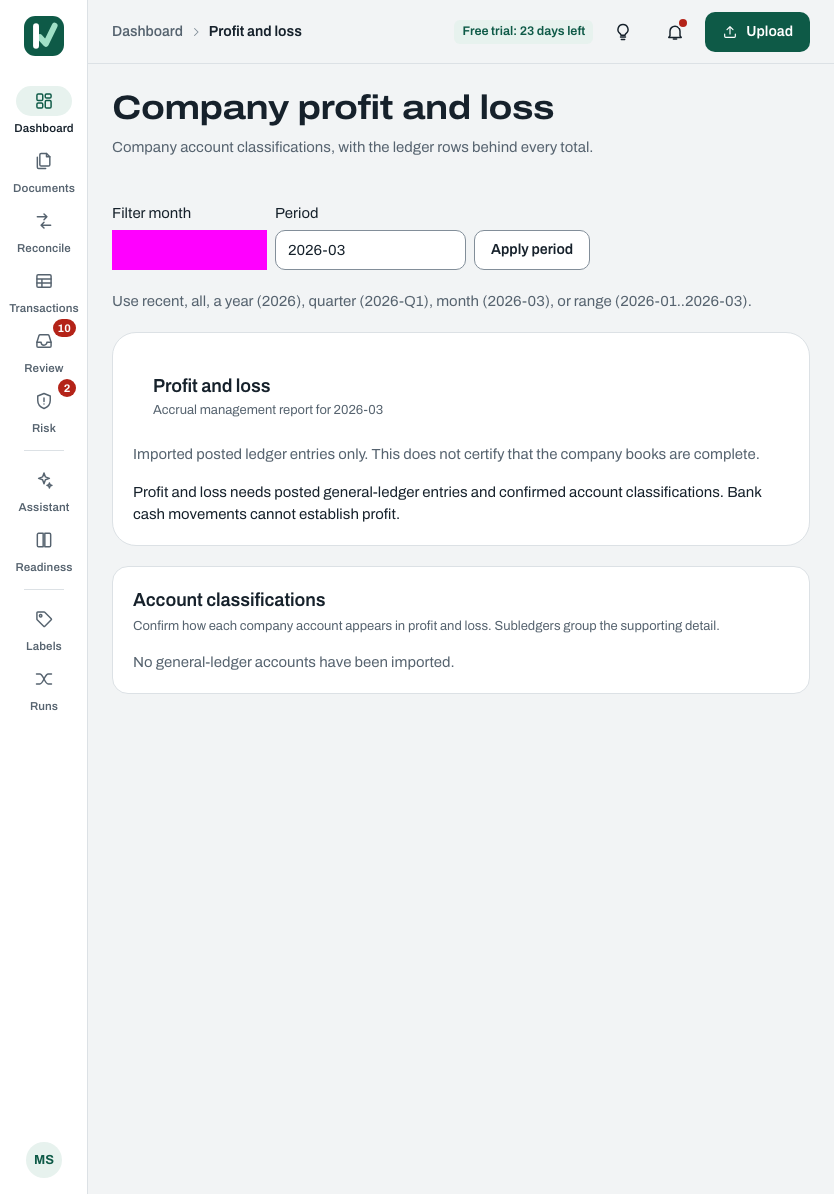 Dashboard
Profit and loss
Free trial: 23 days left
Upload
Dashboard
Documents
Reconcile
Transactions
10
Review
2
Risk
Assistant
Readiness
Labels
Runs
MS
Company profit and loss
Company account classifications, with the ledger rows behind every total.
Filter month
Period
2026-03
Apply period
Use recent, all, a year (2026), quarter (2026-Q1), month (2026-03), or range (2026-01..2026-03).
Profit and loss
Accrual management report for 2026-03
Imported posted ledger entries only. This does not certify that the company books are complete.
Profit and loss needs posted general-ledger entries and confirmed account classifications. Bank
cash movements cannot establish profit.
Account classifications
Confirm how each company account appears in profit and loss. Subledgers group the supporting detail.
No general-ledger accounts have been imported.